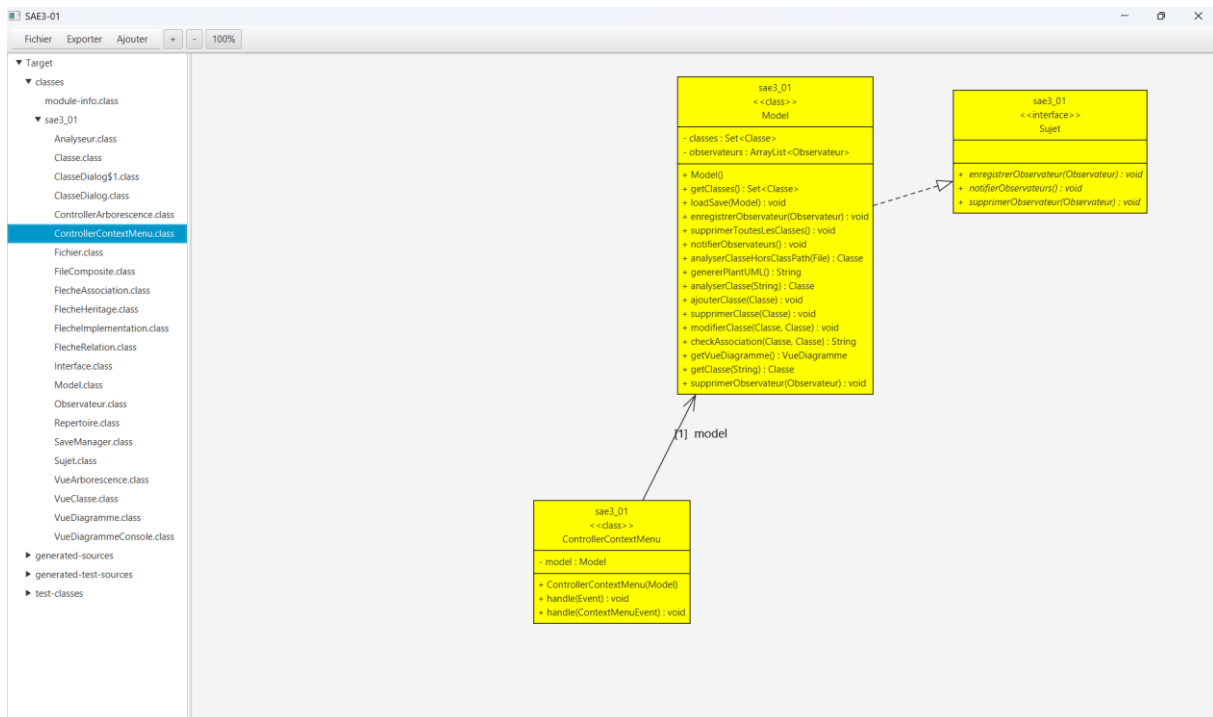 SAE3-01
Fichier Exporter Ajouter + - 100%
Target
classes
module-info.class
sae3_01
Analyseur.class
Classe.class
ClasseDialog$1.class
ClasseDialog.class
ControllerArborescence.class
ControllerContextMenu.class
Fichier.class
FileComposite.class
FlecheAssociation.class
FlecheHeritage.class
FlecheImplementation.class
FlecheRelation.class
Interface.class
Model.class
Observateur.class
Repertoire.class
SaveManager.class
Sujet.class
VueArborescence.class
VueClasse.class
VueDiagramme.class
VueDiagrammeConsole.class
generated-sources
generated-test-sources
test-classes
sae3_01
<<class>>
Model
- classes : Set<Classe>
- observateurs : ArrayList<Observateur>
+ Model()
+ getClasses() : Set<Classe>
+ loadSave(Model) : void
+ enregistrerObservateur(Observateur) : void
+ supprimerToutesLesClasses() : void
+ notifierObservateurs() : void
+ analyserClasseHorsClassPath(File) : Classe
+ genererPlantUML() : String
+ analyserClasse(String) : Classe
+ ajouterClasse(Classe) : void
+ supprimerClasse(Classe) : void
+ modifierClasse(Classe, Classe) : void
+ checkAssociation(Classe, Classe) : String
+ getVueDiagramme() : VueDiagramme
+ getClasse(String) : Classe
+ supprimerObservateur(Observateur) : void
sae3_01
<<interface>>
Sujet
+ enregistrerObservateur(Observateur) : void
+ notifierObservateurs() : void
+ supprimerObservateur(Observateur) : void
[1] model
sae3_01
<<class>>
ControllerContextMenu
- model : Model
+ ControllerContextMenu(Model)
+ handle(Event) : void
+ handle(ContextMenuEvent) : void